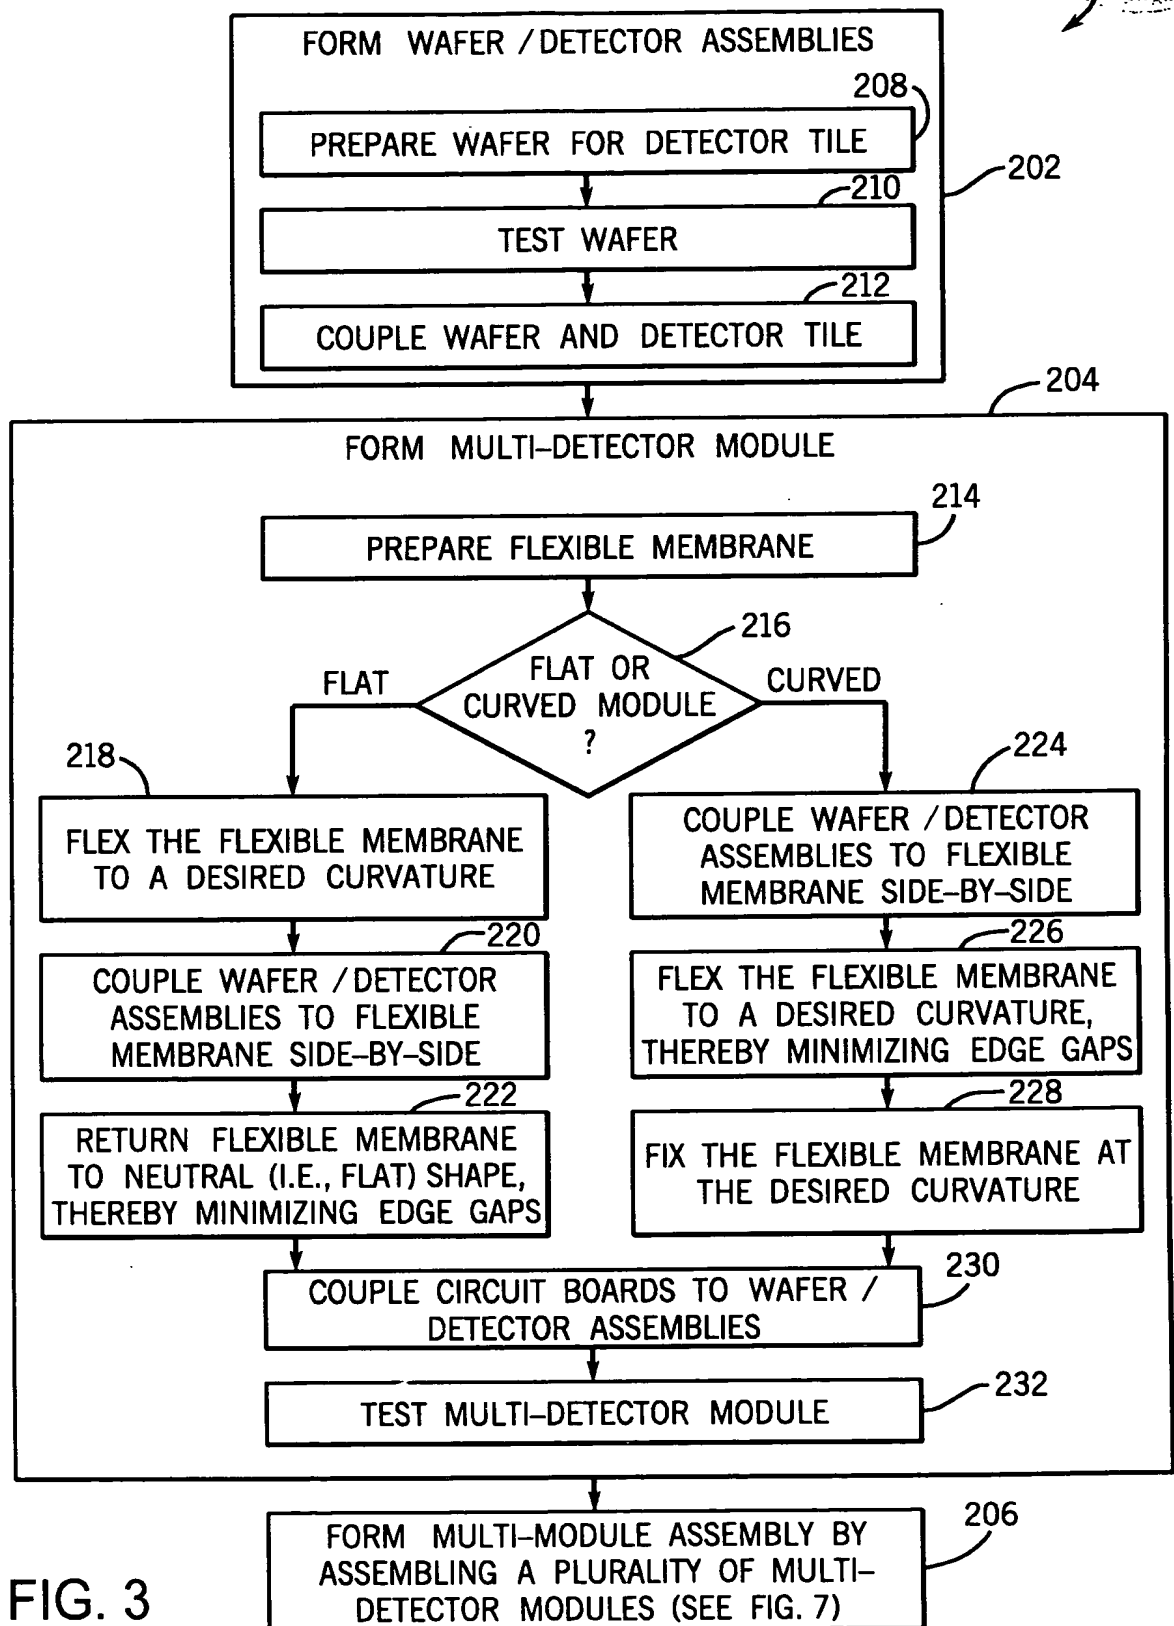 FORM WAFER / DETECTOR ASSEMBLIES
208
PREPARE WAFER FOR DETECTOR TILE
202
210
TEST WAFER
212
COUPLE WAFER AND DETECTOR TILE
204
FORM MULTI–DETECTOR MODULE
214
PREPARE FLEXIBLE MEMBRANE
216
FLAT OR
CURVED MODULE
?
FLAT
CURVED
218
FLEX THE FLEXIBLE MEMBRANE
TO A DESIRED CURVATURE
220
COUPLE WAFER / DETECTOR
ASSEMBLIES TO FLEXIBLE
MEMBRANE SIDE–BY–SIDE
222
RETURN FLEXIBLE MEMBRANE
TO NEUTRAL (I.E., FLAT) SHAPE,
THEREBY MINIMIZING EDGE GAPS
224
COUPLE WAFER / DETECTOR
ASSEMBLIES TO FLEXIBLE
MEMBRANE SIDE–BY–SIDE
226
FLEX THE FLEXIBLE MEMBRANE
TO A DESIRED CURVATURE,
THEREBY MINIMIZING EDGE GAPS
228
FIX THE FLEXIBLE MEMBRANE AT
THE DESIRED CURVATURE
230
COUPLE CIRCUIT BOARDS TO WAFER /
DETECTOR ASSEMBLIES
232
TEST MULTI–DETECTOR MODULE
206
FORM MULTI–MODULE ASSEMBLY BY
ASSEMBLING A PLURALITY OF MULTI–
DETECTOR MODULES (SEE FIG. 7)
FIG. 3